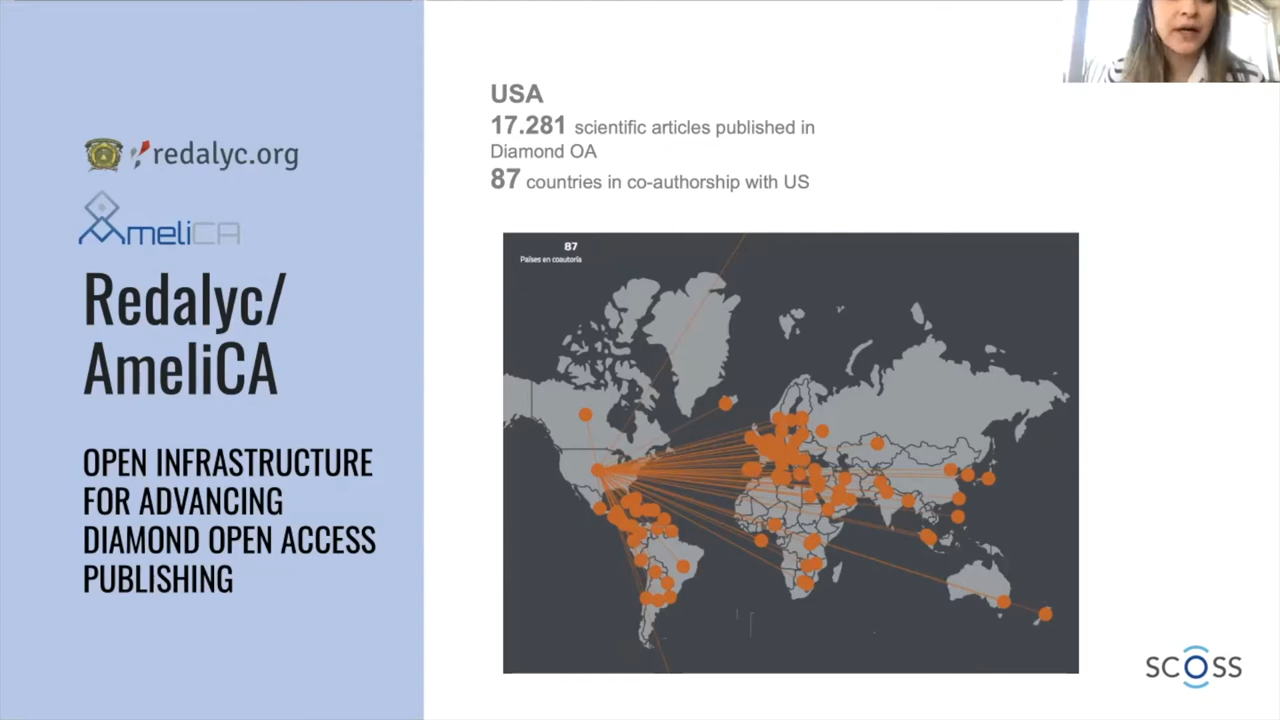 redalyc.org
AmeliCA
Redalyc/
AmeliCA
OPEN INFRASTRUCTURE
FOR ADVANCING
DIAMOND OPEN ACCESS
PUBLISHING
USA
17.281 scientific articles published in
Diamond OA
87 countries in co-authorship with US
87
Países en coautoría
SCOSS